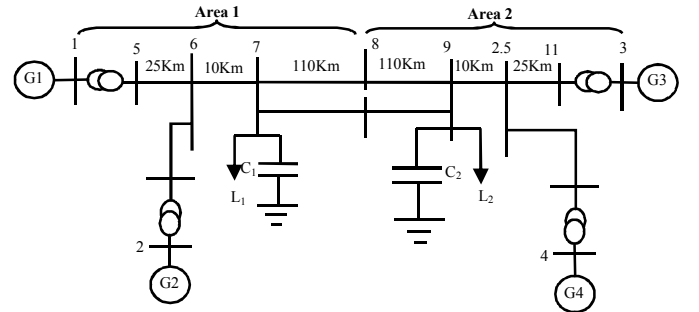 Area 1
Area 2
1
5
6
7
8
9
2.5
11
3
25Km
10Km
110Km
110Km
10Km
25Km
G1
G3
C₁
L₁
C₂
L₂
2
G2
4
G4